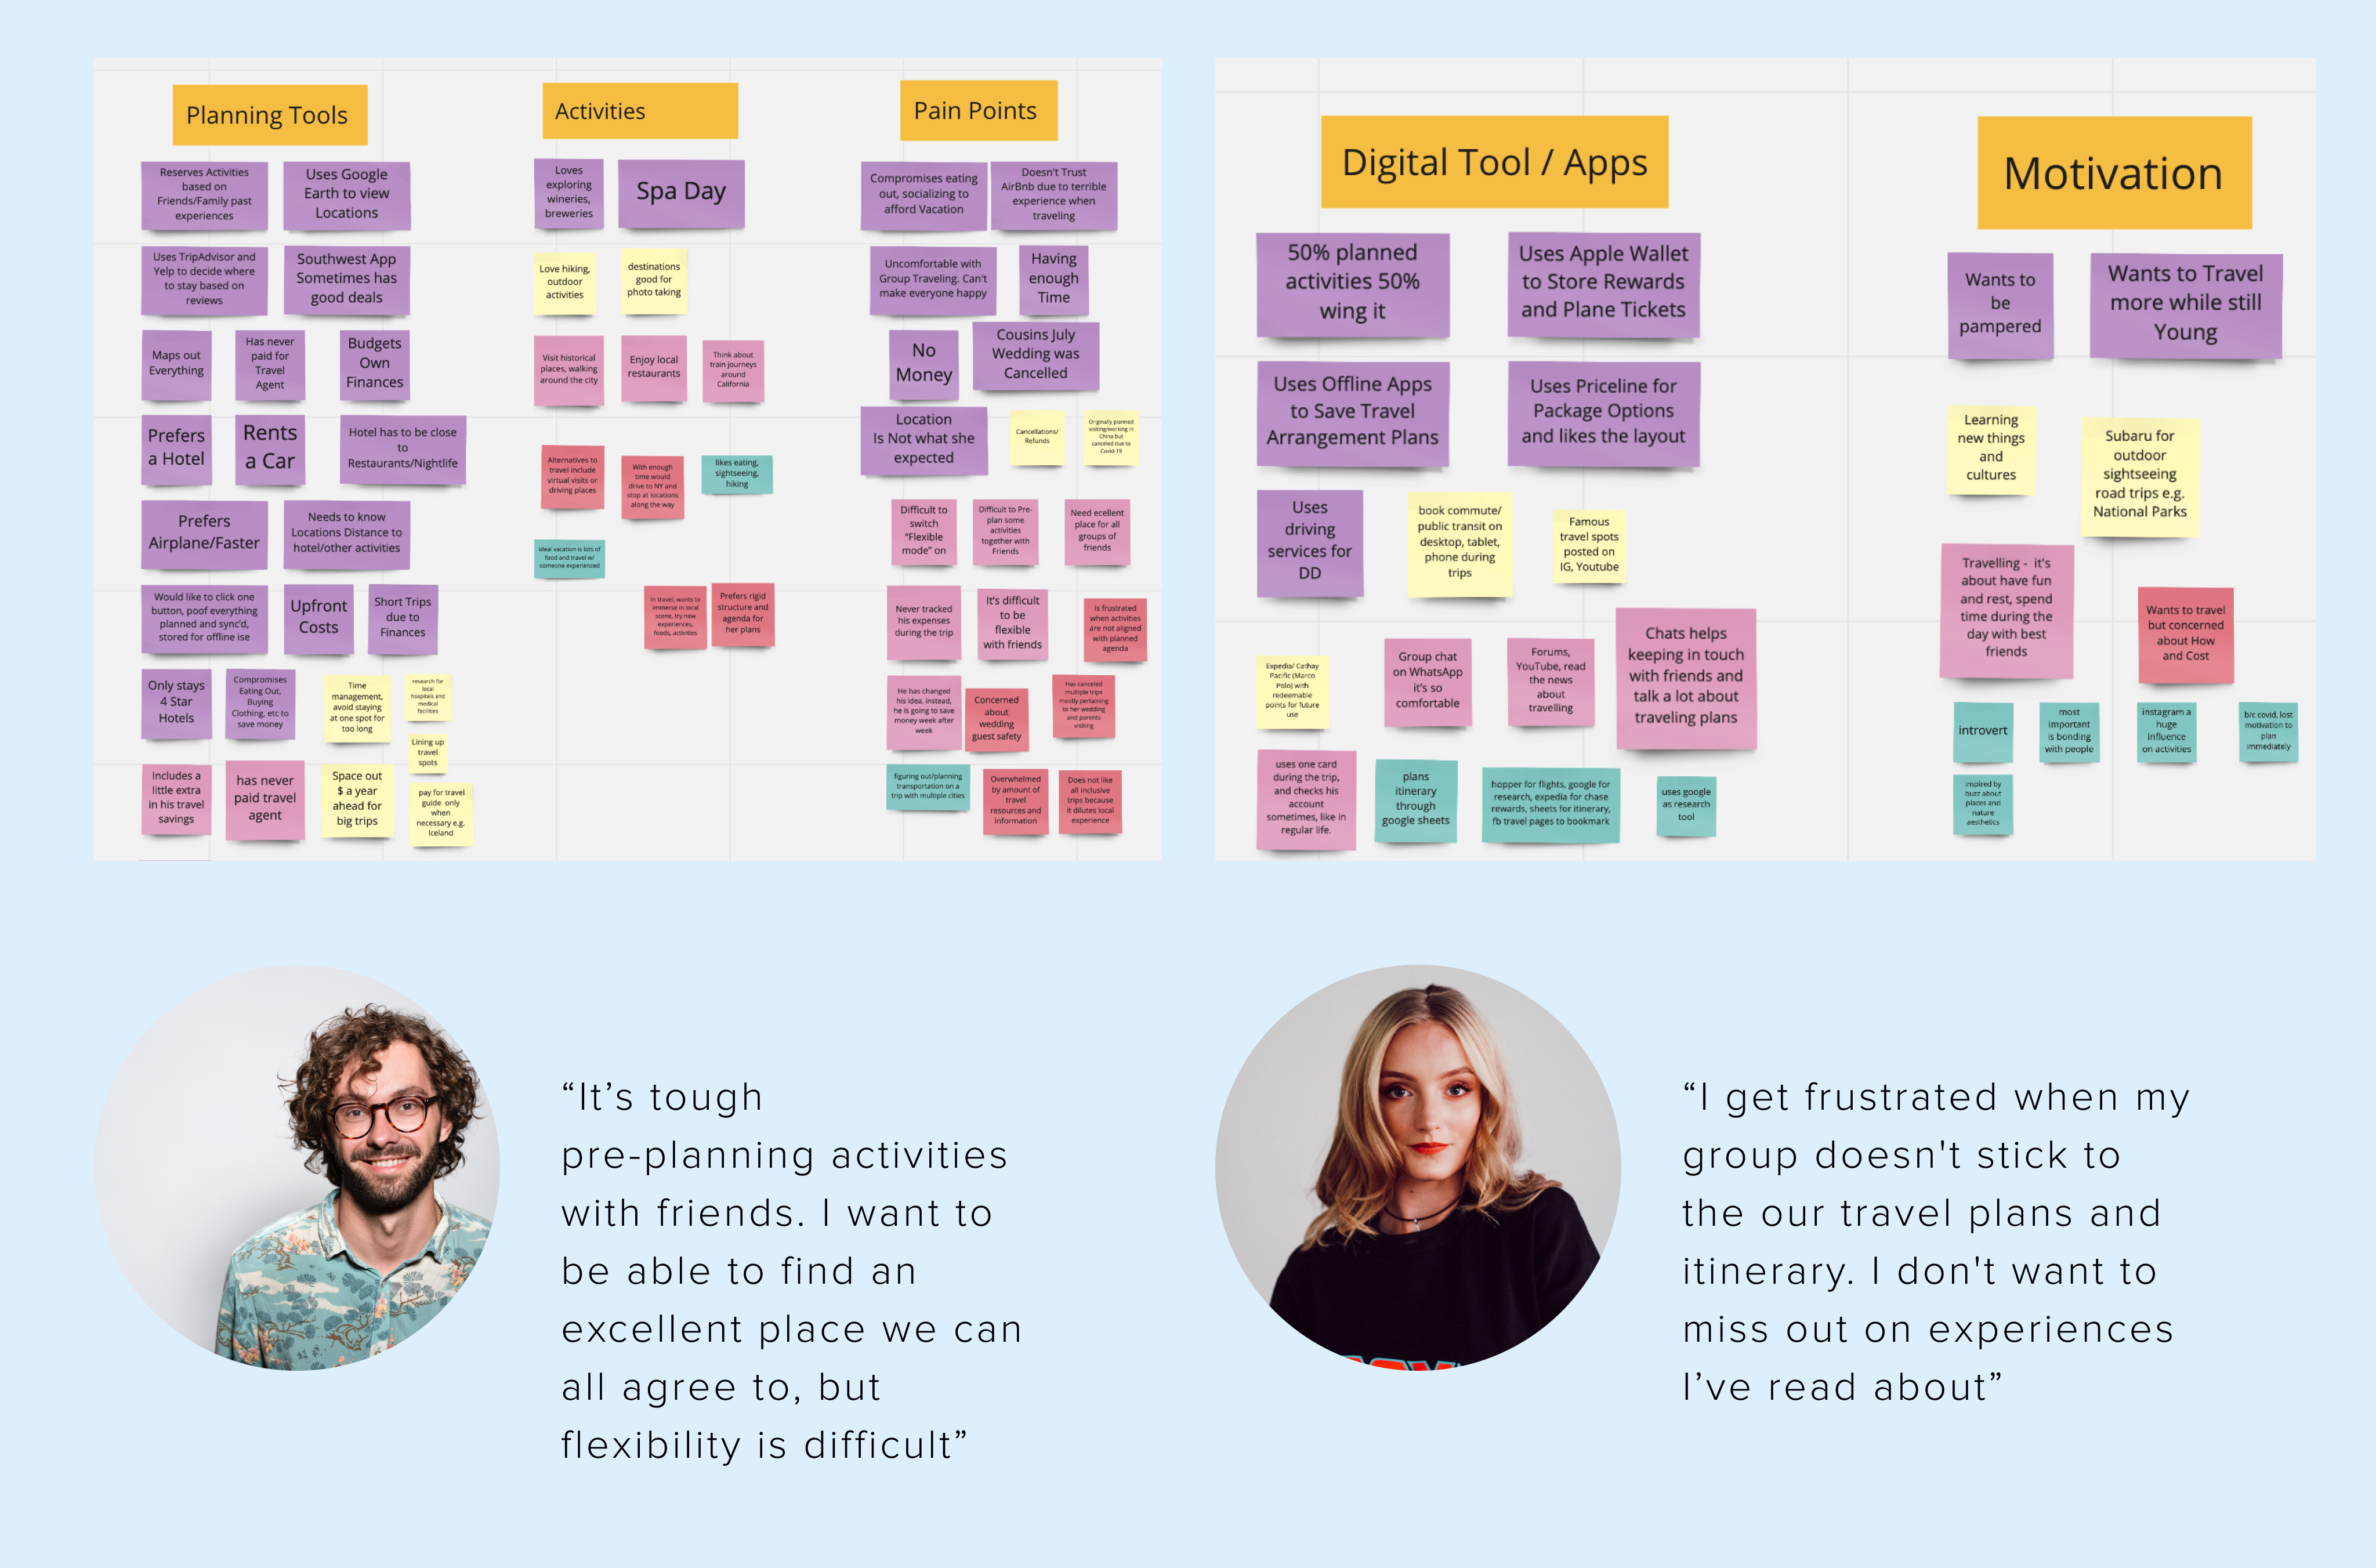 Planning Tools
Reserves Activities
based on
Friends/Family past
experiences
Uses Google
Earth to view
Locations
Uses TripAdvisor and
Yelp to decide where
to stay based on
reviews
Southwest App
Sometimes has
good deals
Maps out
Everything
Has never
paid for
Travel
Agent
Budgets
Own
Finances
Prefers
a Hotel
Rents
a Car
Hotel has to be close
to
Restaurants/Nightlife
Prefers
Airplane/Faster
Needs to know
Locations Distance to
hotel/other activities
Would like to click one
button, poof everything
planned and sync'd,
stored for offline ise
Upfront
Costs
Short Trips
due to
Finances
Only stays
4 Star
Hotels
Compromises
Eating Out,
Buying
Clothing, etc to
save money
Time
management,
avoid staying
at one spot for
too long
research for
local
hospitals and
medical
facilities
Lining up
travel
spots
Includes a
little extra
in his travel
savings
has never
paid travel
agent
Space out
$ a year
ahead for
big trips
pay for travel
guide only
when
necessary e.g.
Iceland
Activities
Loves
exploring
wineries,
breweries
Spa Day
Love hiking,
outdoor
activities
destinations
good for
photo taking
Visit historical
places, walking
around the city
Enjoy local
restaurants
Think about
train journeys
around
California
Alternatives to
travel include
virtual visits or
driving places
With enough
time would
drive to NY and
stop at locations
along the way
likes eating,
sightseeing,
hiking
ideal vacation is lots of
food and travel w/
someone experienced
In travel, wants to
immerse in local
scene, try new
experiences,
foods, activities
Prefers rigid
structure and
agenda for
her plans
Pain Points
Compromises eating
out, socializing to
afford Vacation
Doesn't Trust
AirBnb due to terrible
experience when
traveling
Uncomfortable with
Group Traveling. Can't
make everyone happy
Having
enough
Time
No
Money
Cousins July
Wedding was
Cancelled
Location
Is Not what she
expected
Cancellations/
Refunds
Originally planned
visiting/working in
China but
canceled due to
Covid-19
Difficult to
switch
"Flexible
mode" on
Difficult to Pre-
plan some
activities
together with
Friends
Need ecellent
place for all
groups of
friends
Never tracked
his expenses
during the trip
It's difficult
to be
flexible
with friends
Is frustrated
when activities
are not aligned
with planned
agenda
He has changed
his idea. Instead,
he is going to save
money week after
week
Concerned
about
wedding
guest safety
Has canceled
multiple trips
mostly pertaining
to her wedding
and parents
visiting
figuring out/planning
transportation on a
trip with multiple cities
Overwhelmed
by amount of
travel
resources and
information
Does not like
all inclusive
trips because
it dilutes local
experience
Digital Tool / Apps
50% planned
activities 50%
wing it
Uses Apple Wallet
to Store Rewards
and Plane Tickets
Uses Offline Apps
to Save Travel
Arrangement Plans
Uses Priceline for
Package Options
and likes the layout
Uses
driving
services for
DD
book commute/
public transit on
desktop, tablet,
phone during
trips
Famous
travel spots
posted on
IG, Youtube
Expedia/ Cathay
Pacific (Marco
Polo) with
redeemable
points for future
use
Group chat
on WhatsApp
it's so
comfortable
Forums,
YouTube, read
the news
about
travelling
Chats helps
keeping in touch
with friends and
talk a lot about
traveling plans
uses one card
during the trip,
and checks his
account
sometimes, like in
regular life.
plans
itinerary
through
google sheets
hopper for flights, google for
research, expedia for chase
rewards, sheets for itinerary,
fb travel pages to bookmark
uses google
as research
tool
Motivation
Wants to
be
pampered
Wants to Travel
more while still
Young
Learning
new things
and
cultures
Subaru for
outdoor
sightseeing
road trips e.g.
National Parks
Travelling - it's
about have fun
and rest, spend
time during the
day with best
friends
Wants to travel
but concerned
about How
and Cost
introvert
most
important
is bonding
with people
instagram a
huge
influence
on activities
b/c covid, lost
motivation to
plan
immediately
inspired by
buzz about
places and
nature
aesthetics
“It’s tough
pre-planning activities
with friends. I want to
be able to find an
excellent place we can
all agree to, but
flexibility is difficult”
“I get frustrated when my
group doesn't stick to
the our travel plans and
itinerary. I don't want to
miss out on experiences
I’ve read about”